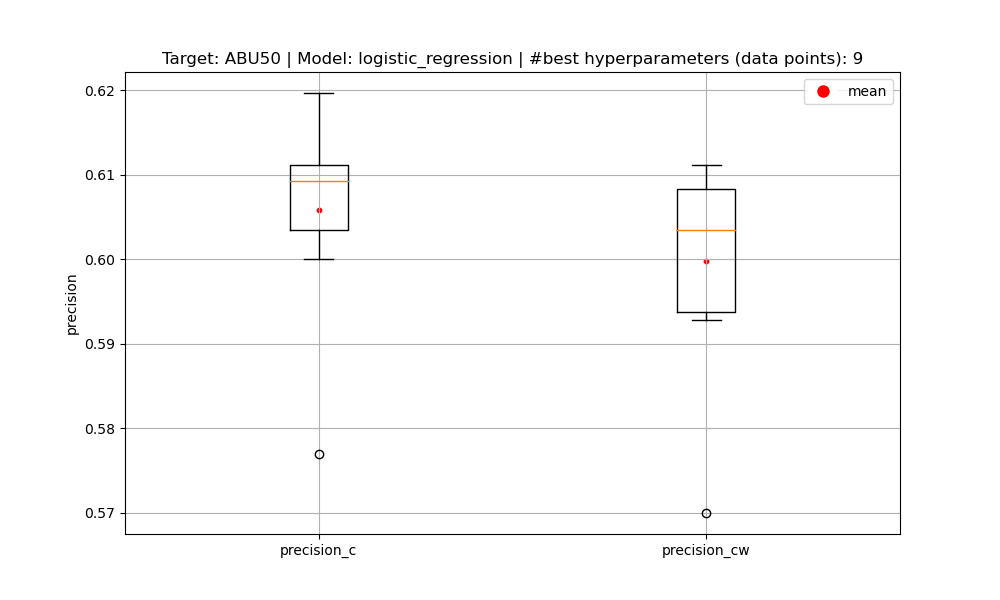 Target: ABU50 | Model: logistic_regression | #best hyperparameters (data points): 9
mean
0.62
0.61
0.60
0.59
0.58
0.57
precision
precision_c
precision_cw